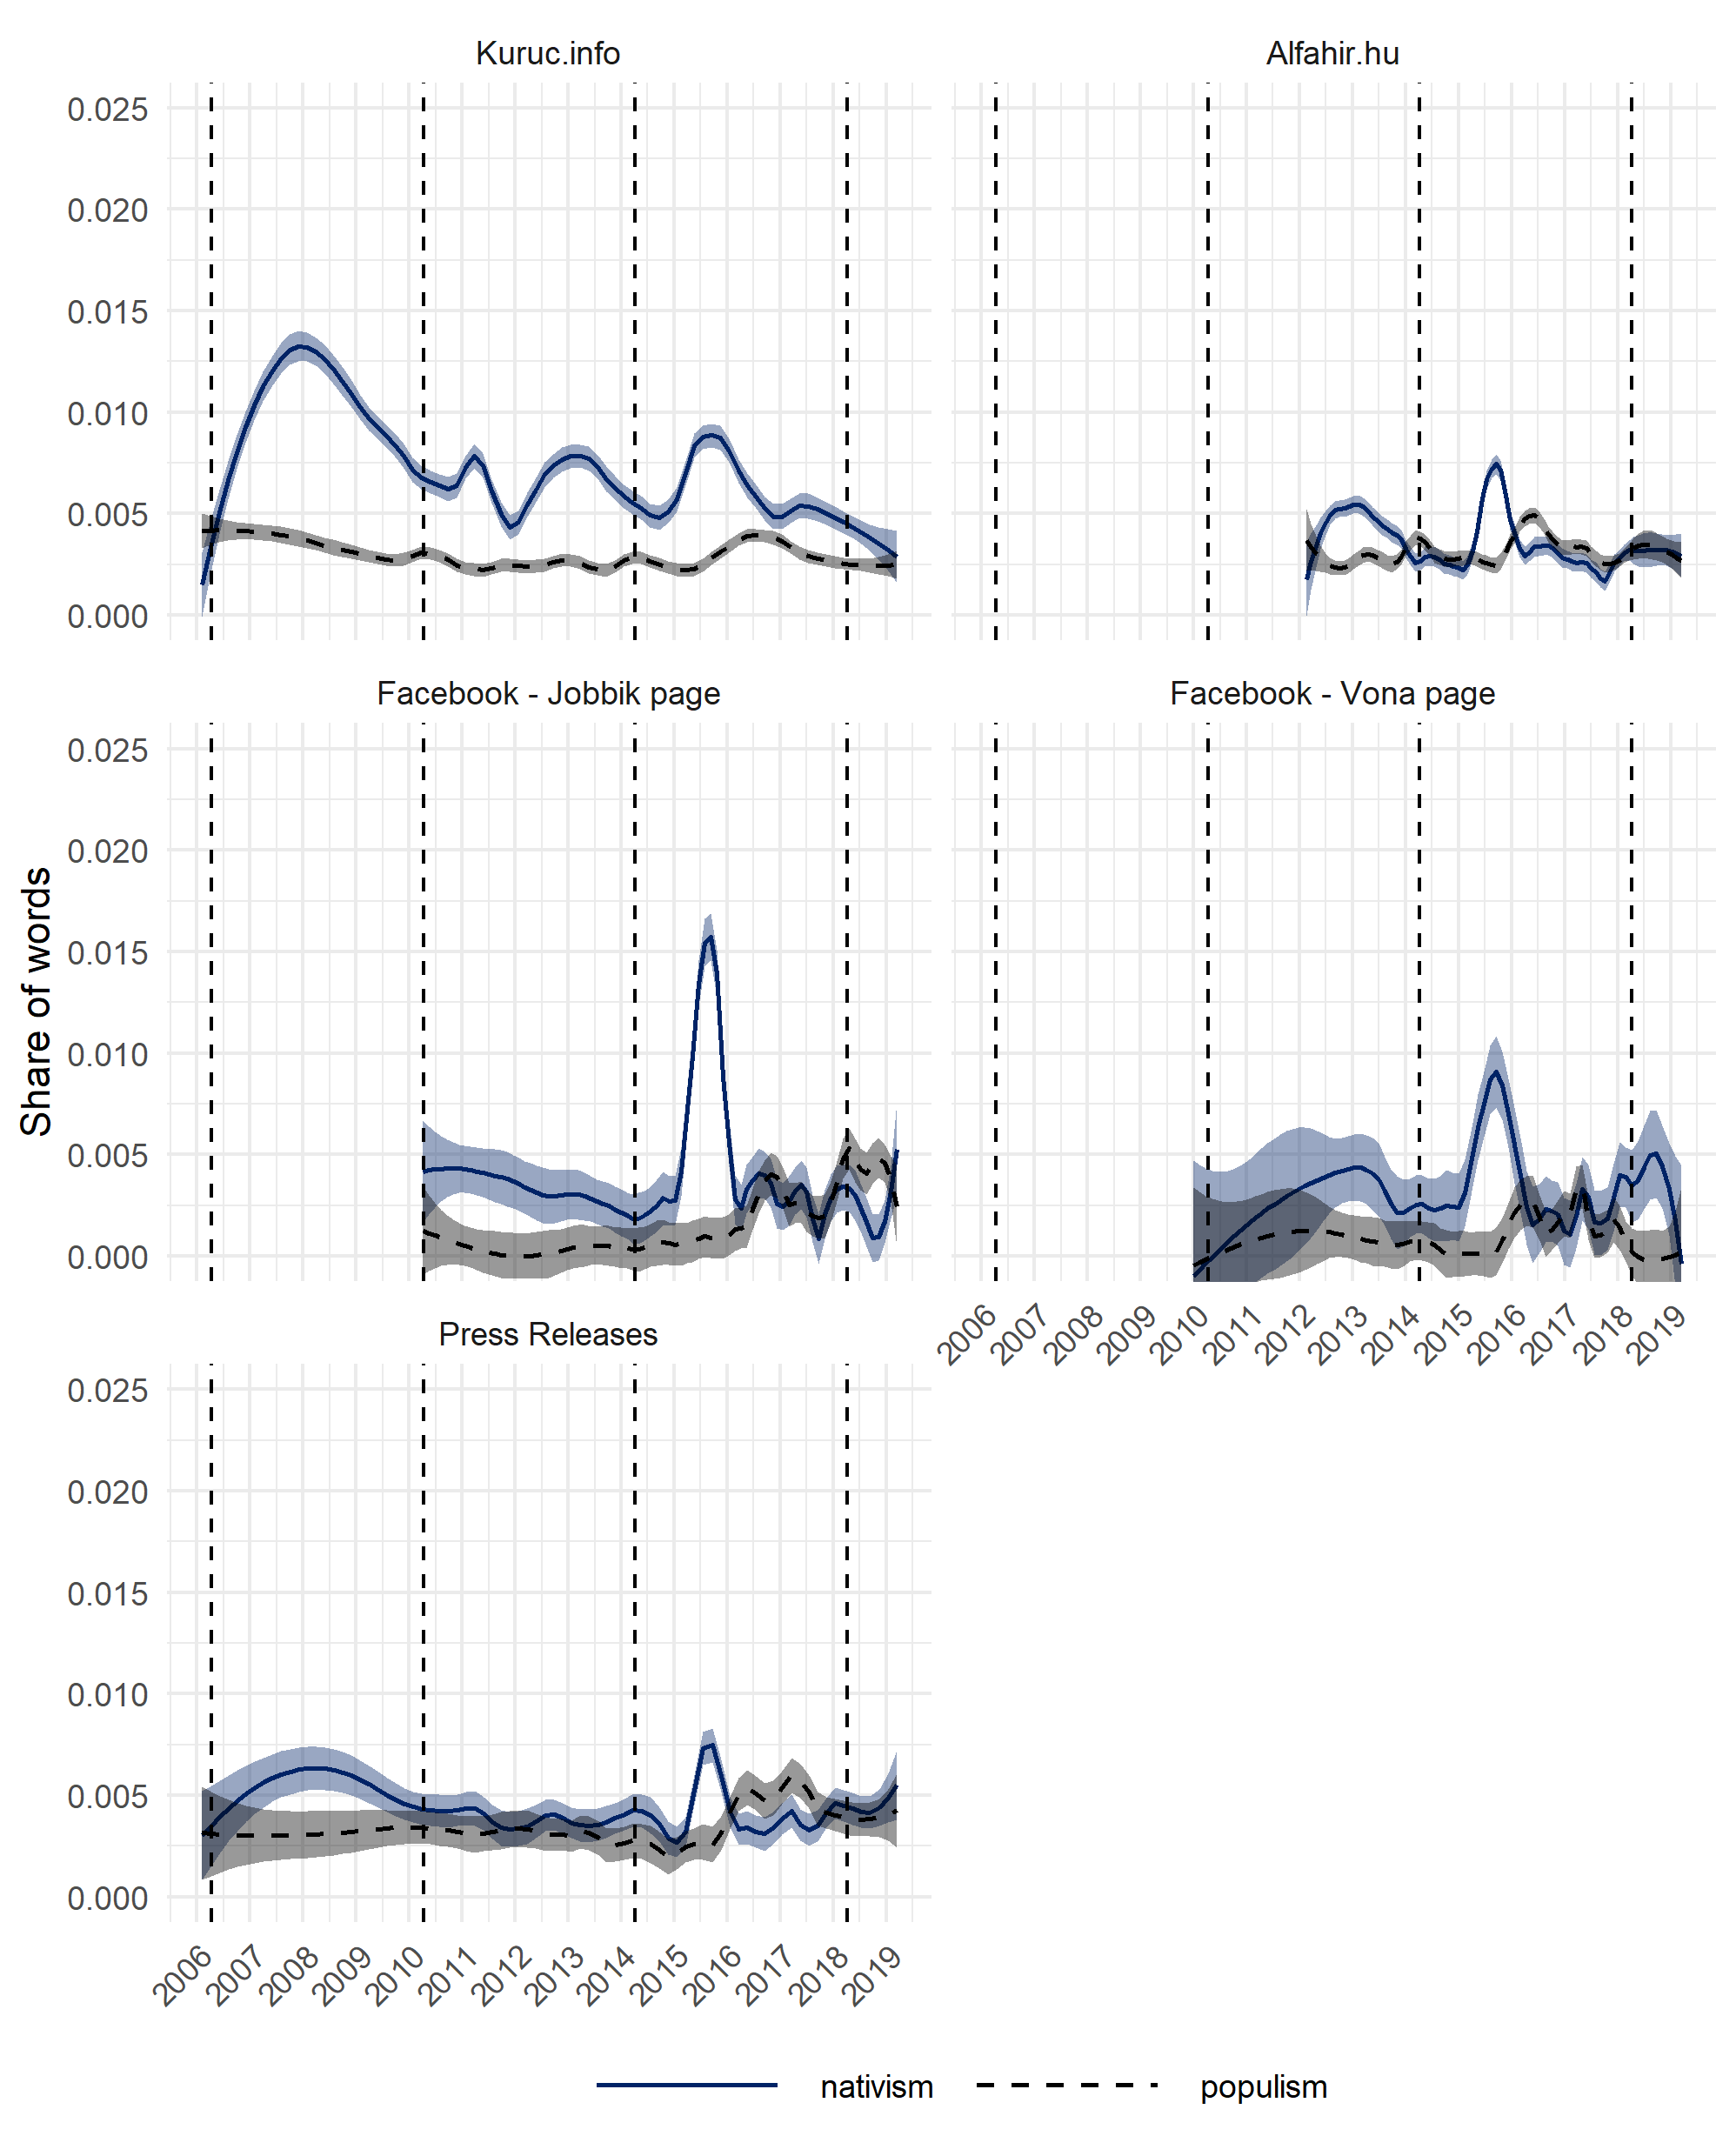 Kuruc.info
Alfahir.hu
0.025
0.020
0.015
0.010
0.005
0.000
Facebook - Jobbik page
Facebook - Vona page
0.025
0.020
0.015
0.010
0.005
0.000
Share of words
2006 2007 2008 2009 2010 2011 2012 2013 2014 2015 2016 2017 2018 2019
Press Releases
0.025
0.020
0.015
0.010
0.005
0.000
2006 2007 2008 2009 2010 2011 2012 2013 2014 2015 2016 2017 2018 2019
nativism populism